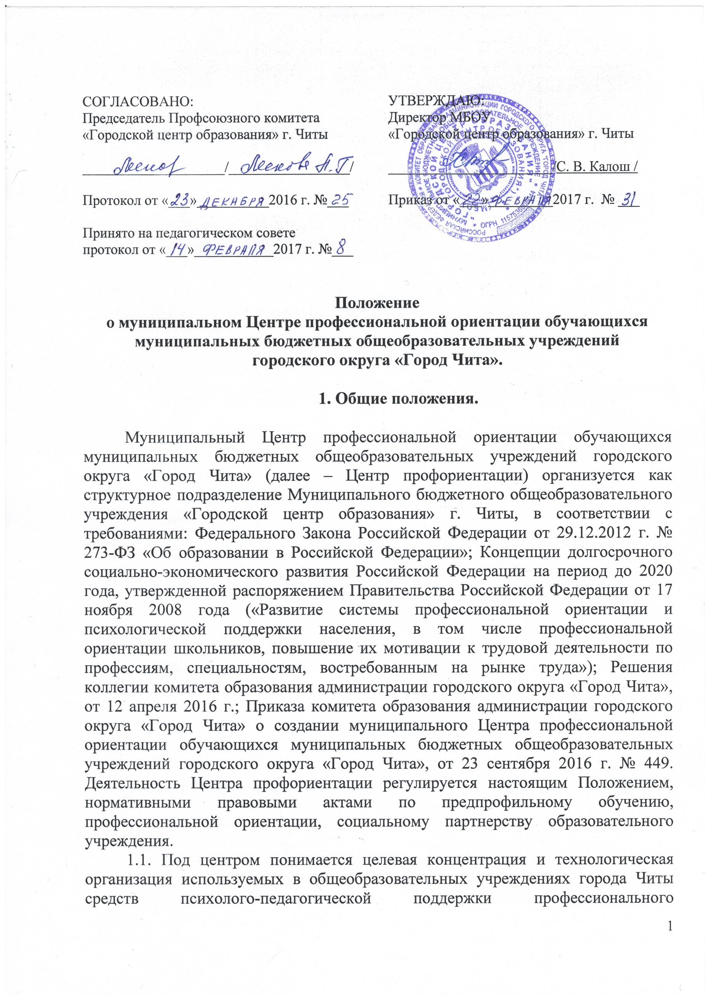 СОГЛАСОВАНО:
Председатель Профсоюзного комитета
«Городской центр образования» г. Читы
/ Лескова А.Г /
Протокол от «23» ДЕКАБРЯ 2016 г. № 25
Принято на педагогическом совете
протокол от «14» ФЕВРАЛЯ 2017 г. № 8
УТВЕРЖДАЮ:
Директор МБОУ
«Городской центр образования» г. Читы
/С. В. Калош /
Приказ от «22» ФЕВРАЛЯ 2017 г. № 31
Положение
о муниципальном Центре профессиональной ориентации обучающихся
муниципальных бюджетных общеобразовательных учреждений
городского округа «Город Чита».
1. Общие положения.
Муниципальный Центр профессиональной ориентации обучающихся
муниципальных бюджетных общеобразовательных учреждений городского
округа «Город Чита» (далее – Центр профориентации) организуется как
структурное подразделение Муниципального бюджетного общеобразовательного
учреждения «Городской центр образования» г. Читы, в соответствии с
требованиями: Федерального Закона Российской Федерации от 29.12.2012 г. №
273-ФЗ «Об образовании в Российской Федерации»; Концепции долгосрочного
социально-экономического развития Российской Федерации на период до 2020
года, утвержденной распоряжением Правительства Российской Федерации от 17
ноября 2008 года («Развитие системы профессиональной ориентации и
психологической поддержки населения, в том числе профессиональной
ориентации школьников, повышение их мотивации к трудовой деятельности по
профессиям, специальностям, востребованным на рынке труда»); Решения
коллегии комитета образования администрации городского округа «Город Чита»,
от 12 апреля 2016 г.; Приказа комитета образования администрации городского
округа «Город Чита» о создании муниципального Центра профессиональной
ориентации обучающихся муниципальных бюджетных общеобразовательных
учреждений городского округа «Город Чита», от 23 сентября 2016 г. № 449.
Деятельность Центра профориентации регулируется настоящим Положением,
нормативными правовыми актами по предпрофильному обучению,
профессиональной ориентации, социальному партнерству образовательного
учреждения.
1.1. Под центром понимается целевая концентрация и технологическая
организация используемых в общеобразовательных учреждениях города Читы
средств психолого-педагогической поддержки профессионального
1